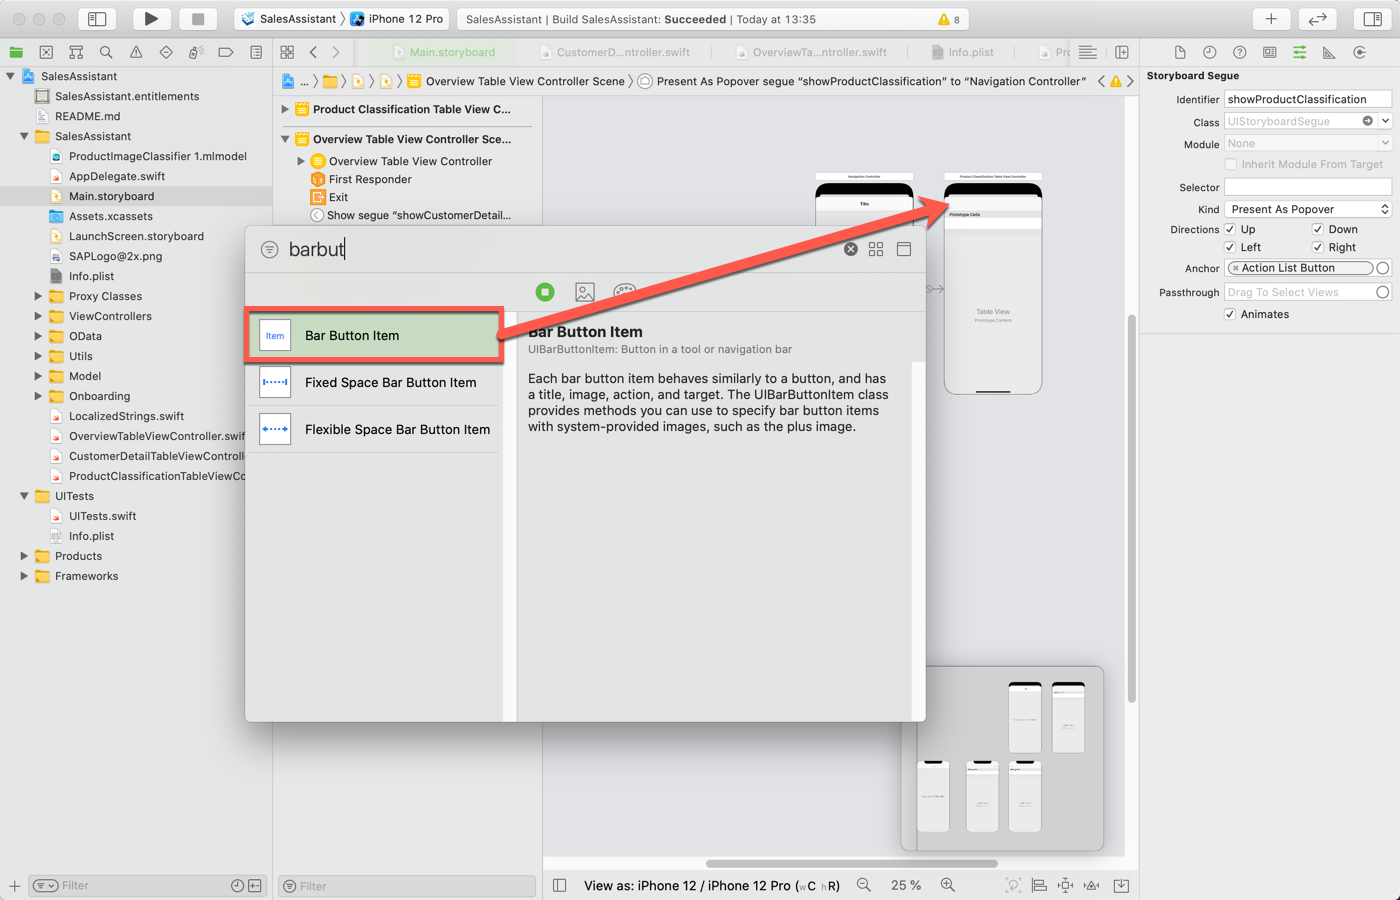 SalesAssistant
iPhone 12 Pro
SalesAssistant | Build SalesAssistant: Succeeded | Today at 13:35
8
Main.storyboard
CustomerD...ntroller.swift
OverviewTa...ntroller.swift
Info.plist
Pro
SalesAssistant
SalesAssistant.entitlements
README.md
SalesAssistant
ProductImageClassifier 1.mlmodel
AppDelegate.swift
Main.storyboard
Assets.xcassets
LaunchScreen.storyboard
SAPLogo@2x.png
Info.plist
Proxy Classes
ViewControllers
OData
Utils
Model
Onboarding
LocalizedStrings.swift
OverviewTableViewController.swif
CustomerDetailTableViewControll
ProductClassificationTableViewCo
UITests
UITests.swift
Info.plist
Products
Frameworks
Filter
... Overview Table View Controller Scene
Present As Popover segue “showProductClassification” to “Navigation Controller”
Product Classification Table View C...
Overview Table View Controller Sce...
Overview Table View Controller
First Responder
Exit
Show segue “showCustomerDetail...
Filter
barbut
Item
Bar Button Item
Fixed Space Bar Button Item
Flexible Space Bar Button Item
Bar Button Item
UIBarButtonItem: Button in a tool or navigation bar
Each bar button item behaves similarly to a button, and has
a title, image, action, and target. The UIBarButtonItem class
provides methods you can use to specify bar button items
with system-provided images, such as the plus image.
Navigation Controller
Title
Product Classification Table View Controller
Prototype Cells
Table View
Prototype Content
View as: iPhone 12 / iPhone 12 Pro (wC hR)
25 %
Storyboard Segue
Identifier showProductClassification
Class UIStoryboardSegue
Module None
Inherit Module From Target
Selector
Kind Present As Popover
Directions Up Down
Left Right
Anchor Action List Button
Passthrough Drag To Select Views
Animates